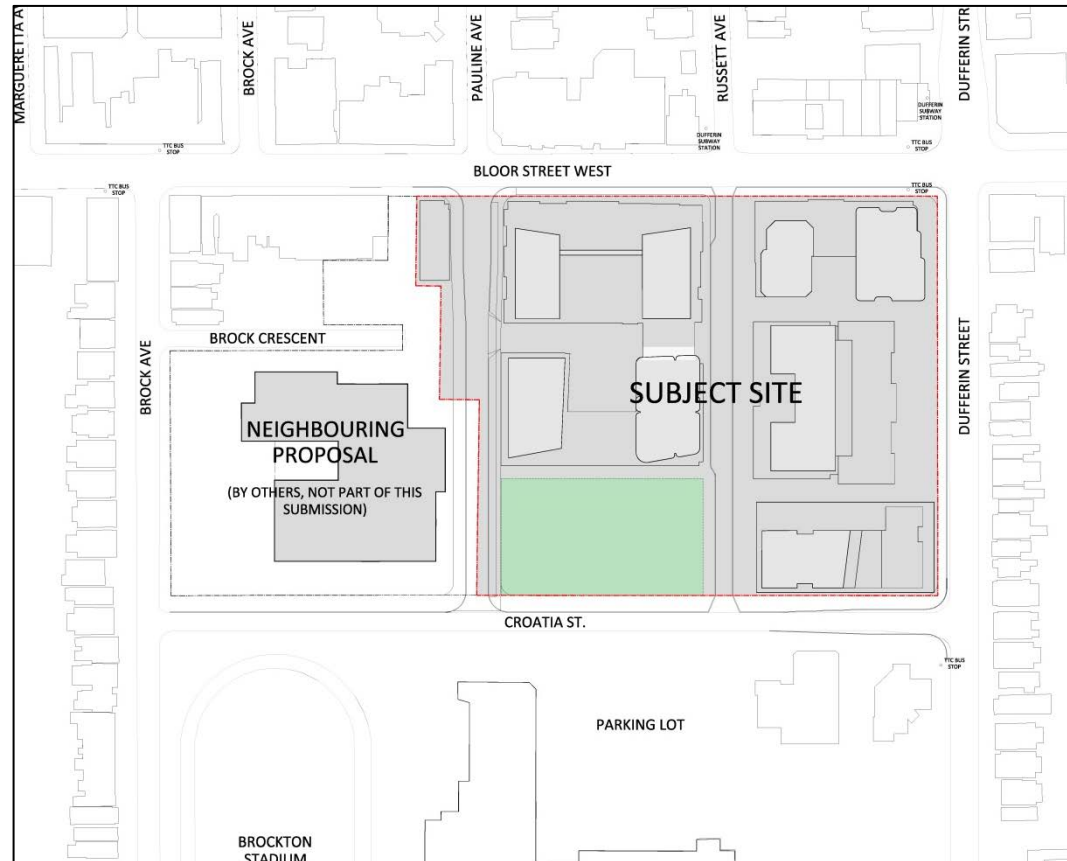 MARGUERETTA A
BROCK AVE
PAULINE AVE
RUSSETT AVE
DUFFERIN STR
DUFFERIN
SUBWAY
STATION
DUFFERIN
SUBWAY
STATION
TTC BUS
STOP
TTC BUS
STOP
BLOOR STREET WEST
TTC BUS
STOP
TTC BUS
STOP
BROCK CRESCENT
BROCK AVE
DUFFERIN STREET
SUBJECT SITE
NEIGHBOURING
PROPOSAL
(BY OTHERS, NOT PART OF THIS
SUBMISSION)
CROATIA ST.
TTC BUS
STOP
PARKING LOT
BROCKTON
STADIUM